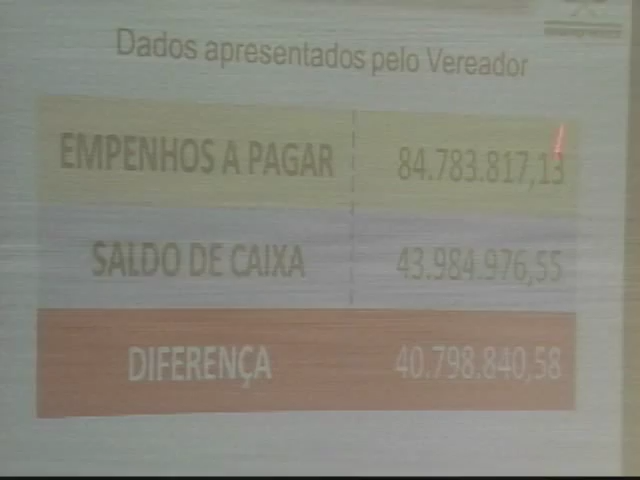 Dados apresentados pelo Vereador
EMPENHOS A PAGAR 84.783.817,13
SALDO DE CAIXA 43.984.976,55
DIFERENÇA 40.798.840,58